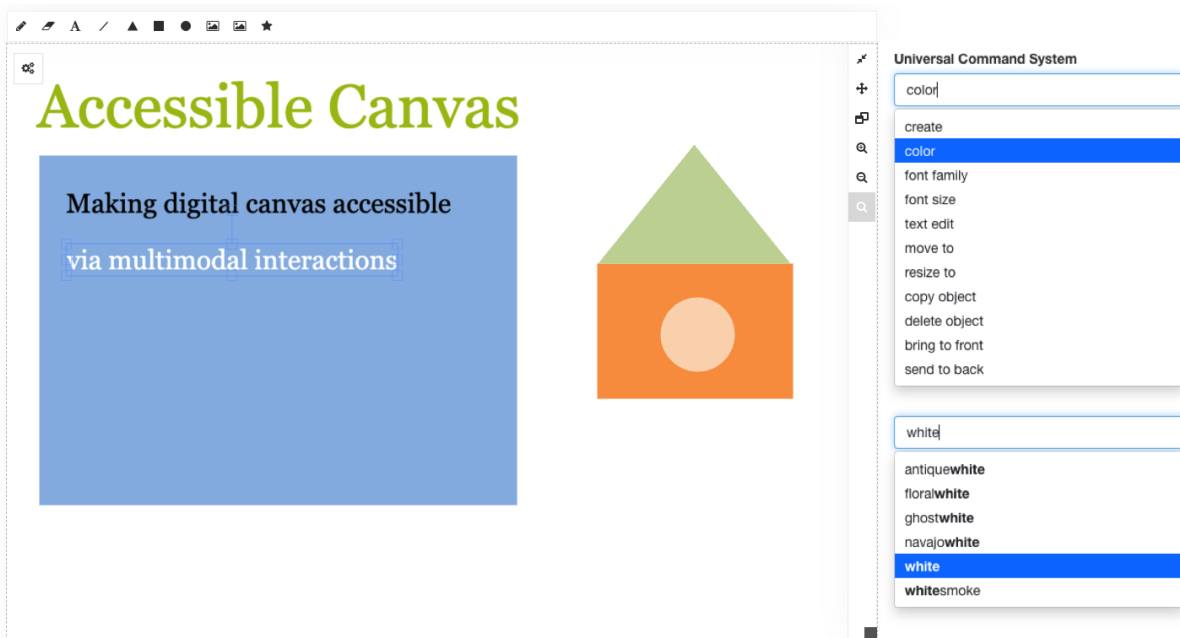 A
Universal Command System
color
Accessible Canvas
create
color
font family
font size
text edit
move to
resize to
copy object
delete object
bring to front
send to back
Making digital canvas accessible
via multimodal interactions
white
antiquewhite
floralwhite
ghostwhite
navajowhite
white
whitesmoke